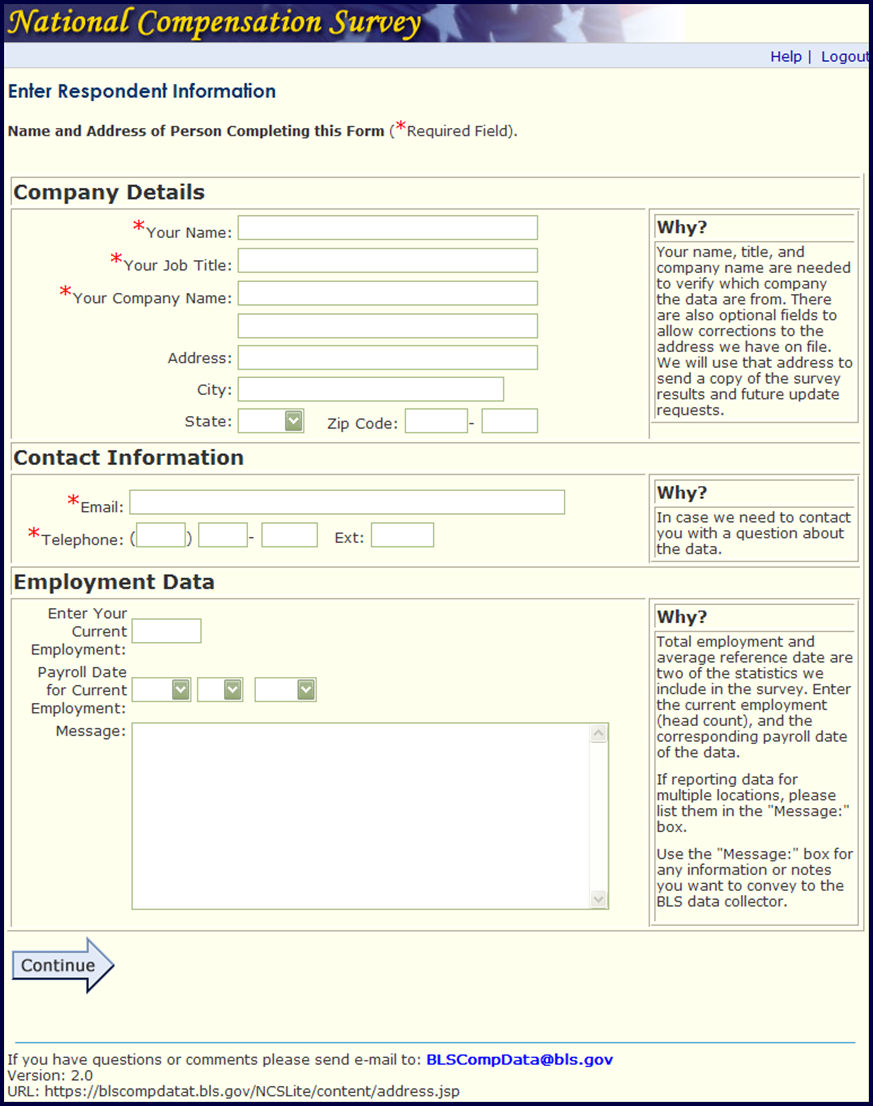 National Compensation Survey
Help | Logout
Enter Respondent Information
Name and Address of Person Completing this Form (*Required Field).
Company Details
*Your Name:
*Your Job Title:
*Your Company Name:
Address:
City:
State:
Zip Code: -
Why?
Your name, title, and
company name are needed
to verify which company
the data are from. There
are also optional fields to
allow corrections to the
address we have on file.
We will use that address to
send a copy of the survey
results and future update
requests.
Contact Information
*Email:
*Telephone: ( ) - Ext:
Why?
In case we need to contact
you with a question about
the data.
Employment Data
Enter Your
Current
Employment:
Payroll Date
for Current
Employment:
Message:
Why?
Total employment and
average reference date are
two of the statistics we
include in the survey. Enter
the current employment
(head count), and the
corresponding payroll date
of the data.
If reporting data for
multiple locations, please
list them in the "Message:"
box.
Use the "Message:" box for
any information or notes
you want to convey to the
BLS data collector.
Continue
If you have questions or comments please send e-mail to: BLSCompData@bls.gov
Version: 2.0
URL: https://blscompdatat.bls.gov/NCSLite/content/address.jsp